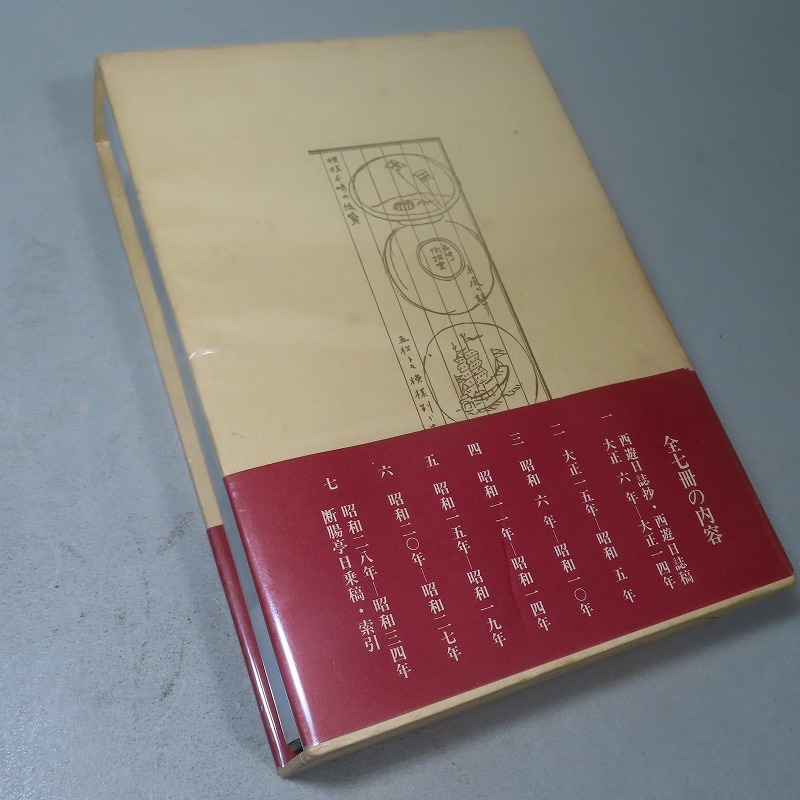 全七冊の内容
西遊日誌抄・西遊日誌稿
一 大正六年―大正一四年
二 大正一五年―昭和五年
三 昭和六年―昭和一〇年
四 昭和一一年―昭和一四年
五 昭和一五年―昭和一九年
六 昭和二〇年―昭和二七年
昭和二八年―昭和三四年
七 断腸亭日乗稿・索引